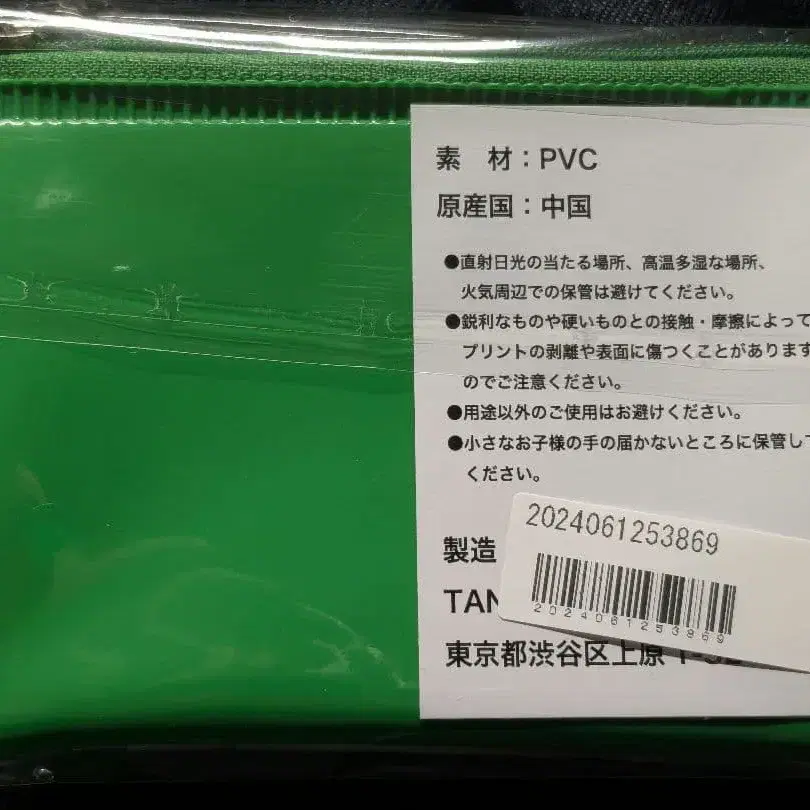 素 材：PVC
原産国：中国
●直射日光の当たる場所、高温多湿な場所、
火気周辺での保管は避けてください。
●鋭利なものや硬いものとの接触・摩擦によって
プリントの剥離や表面に傷つくことがあります
のでご注意ください。
●用途以外のご使用はお避けください。
●小さなお子様の手の届かないところに保管して
ください。
2024061253869
2024061253869
製造
TAN
東京都渋谷区上原